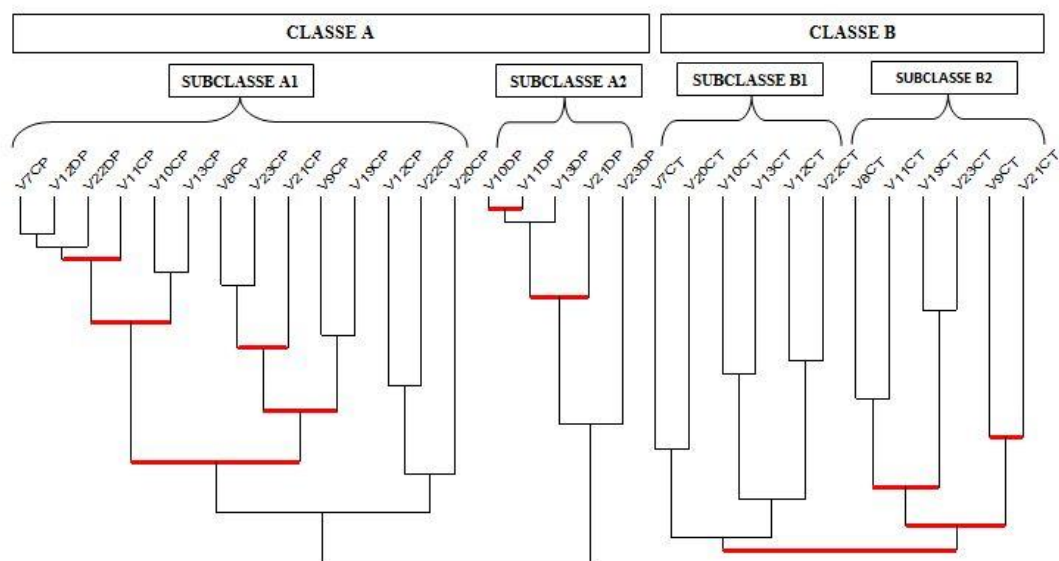 CLASSE A CLASSE B
SUBCLASSE A1 SUBCLASSE A2 SUBCLASSE B1 SUBCLASSE B2
V7CP V12DP V22DP V11CP V10CP V13CP V8CP V23CP V21CP V9CP V19CP V12CP V22CP V20CP V10DP V11DP V13DP V21DP V23DP V7CT V20CT V10CT V13CT V12CT V22CT V8CT V11CT V19CT V23CT V9CT V21CT